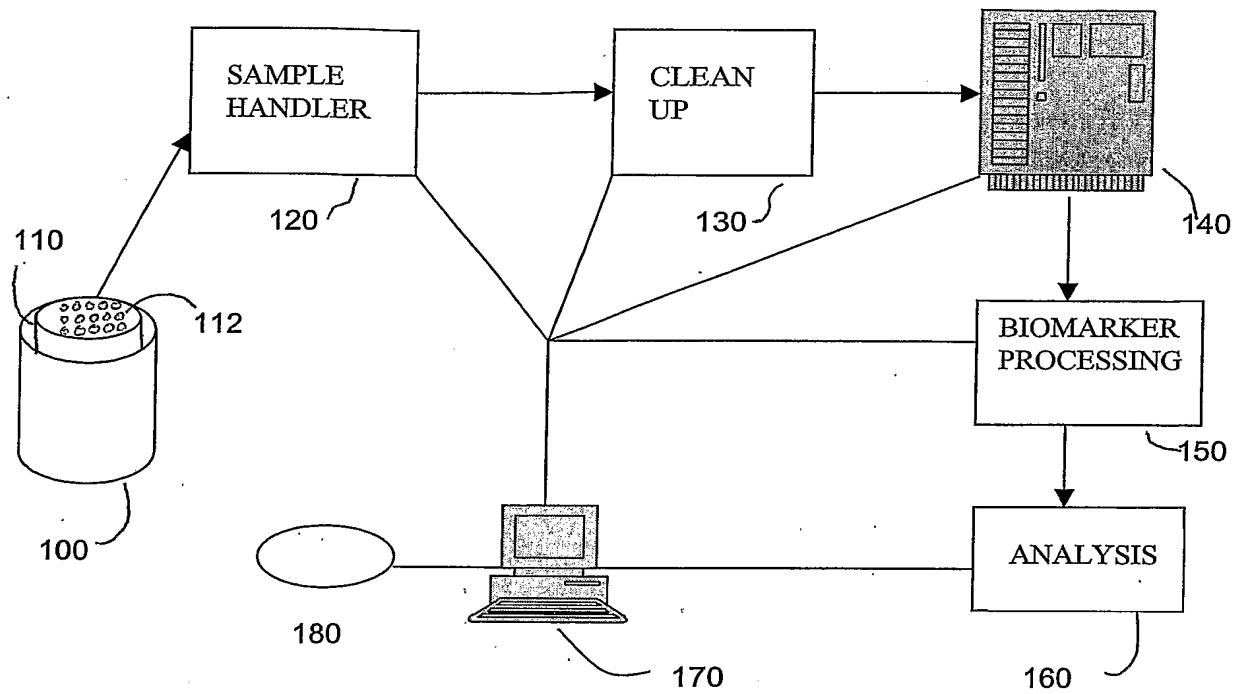 SAMPLE
HANDLER
CLEAN
UP
120
130
140
110
112
BIOMARKER
PROCESSING
150
100
ANALYSIS
180
170
160